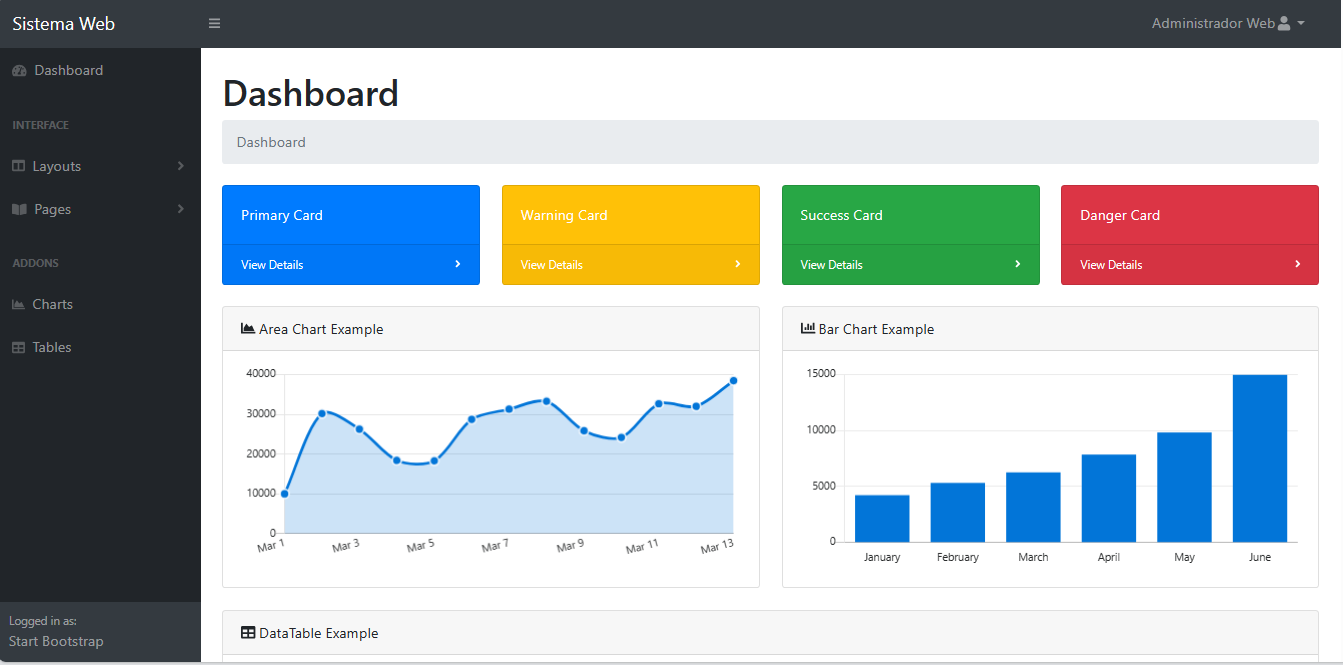 Sistema Web
Administrador Web
Dashboard
INTERFACE
Layouts
Pages
ADDONS
Charts
Tables
Logged in as:
Start Bootstrap
Dashboard
Dashboard
Primary Card
View Details
Warning Card
View Details
Success Card
View Details
Danger Card
View Details
Area Chart Example
40000
30000
20000
10000
0
Mar 1 Mar 3 Mar 5 Mar 7 Mar 9 Mar 11 Mar 13
Bar Chart Example
15000
10000
5000
0
January February March April May June
DataTable Example